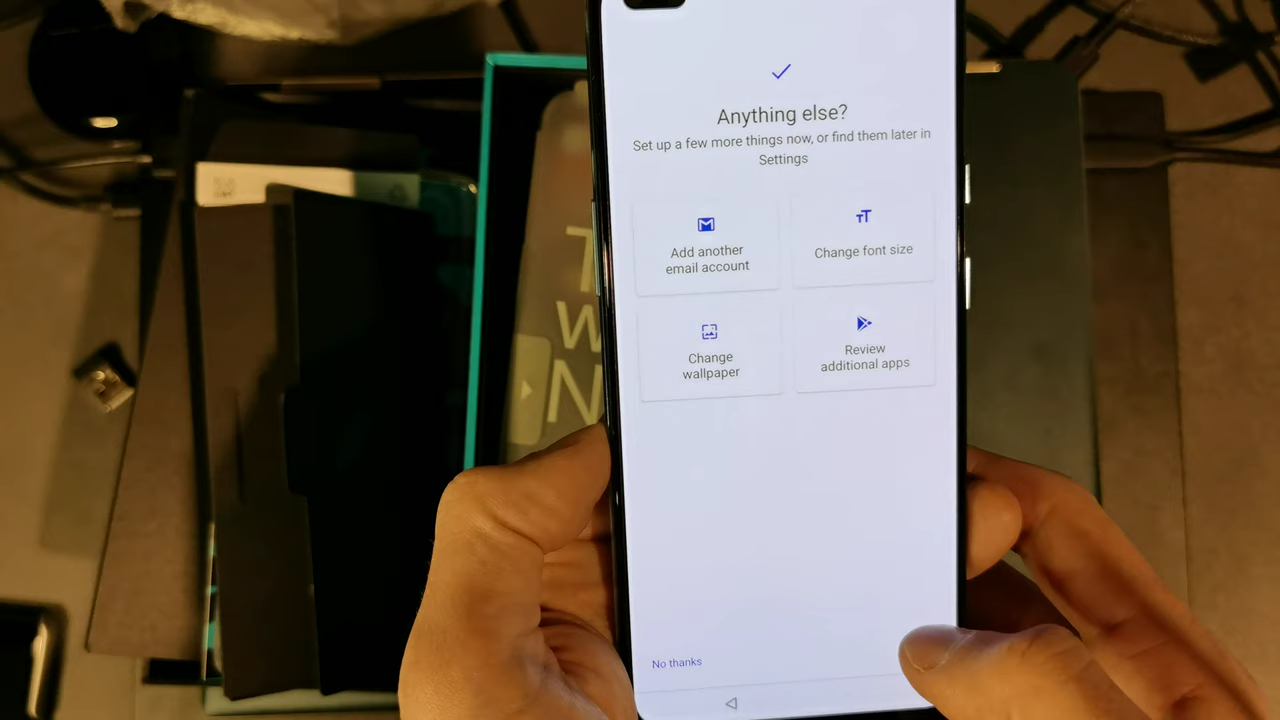 Anything else?
Set up a few more things now, or find them later in
Settings
Add another
email account
Change font size
Change
wallpaper
Review
additional apps
No thanks
T
W
N